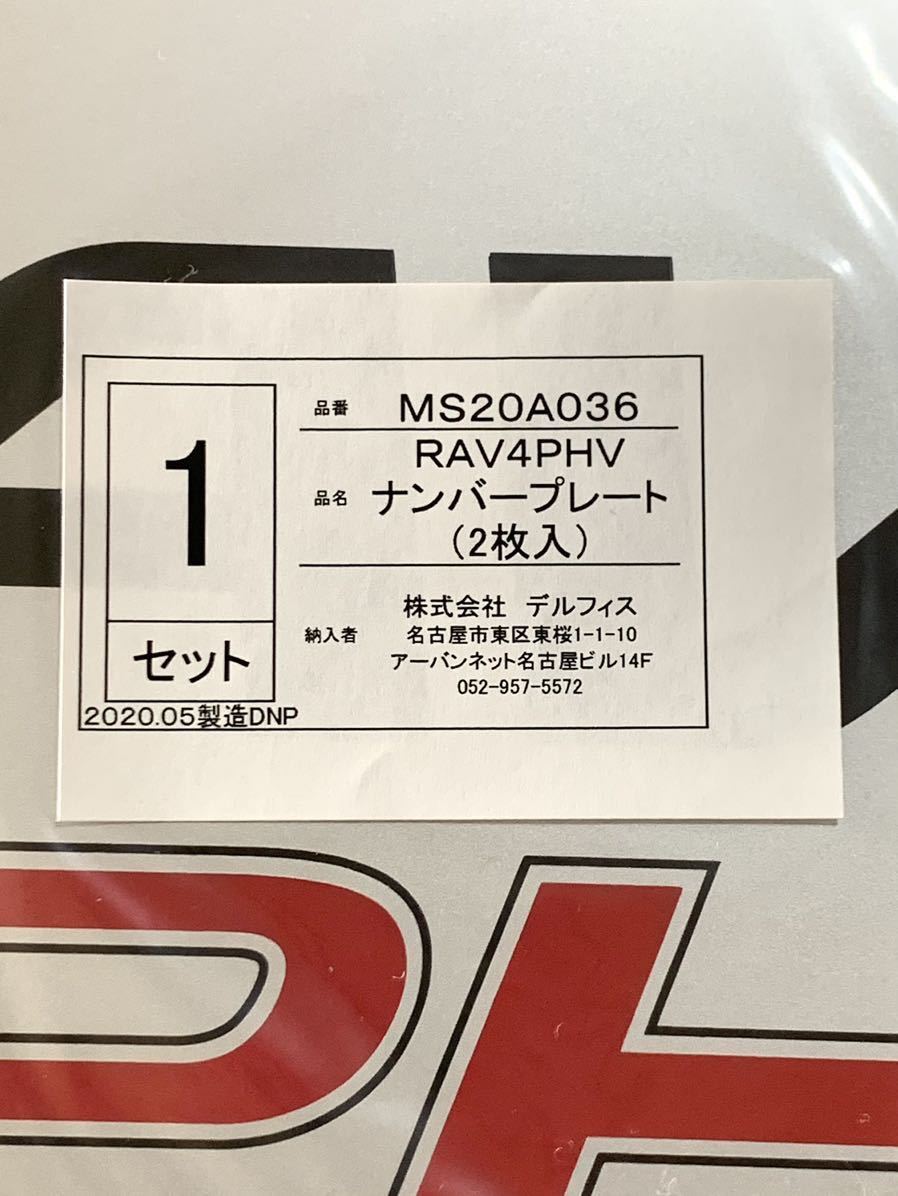 1
セット
品番 MS20A036
品名 RAV4PHV
ナンバープレート
(2枚入)
納入者 株式会社 デルフィス
名古屋市東区東桜1-1-10
アーバンネット名古屋ビル14F
052-957-5572
2020.05製造DNP
PH